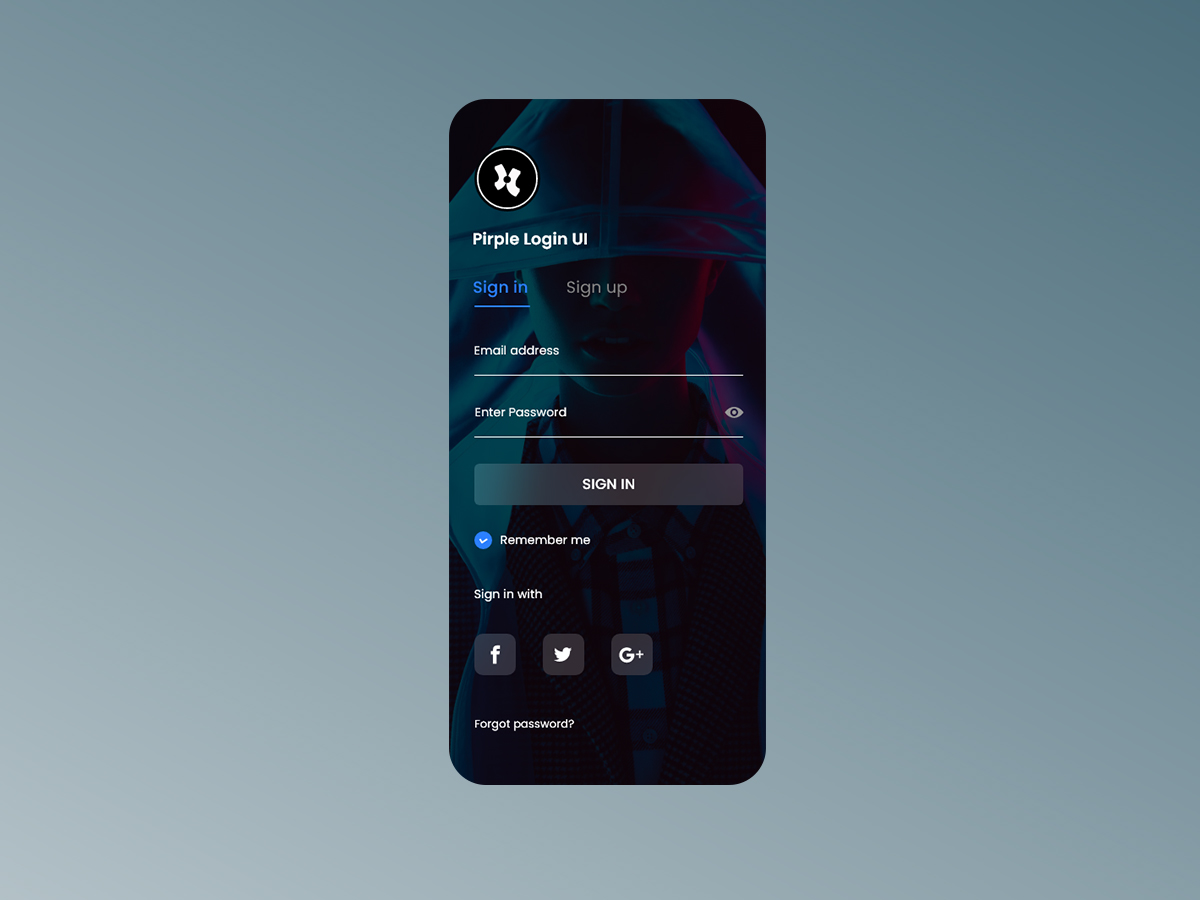 Pirple Login UI
Sign in Sign up
Email address
Enter Password
SIGN IN
Remember me
Sign in with
f G+
Forgot password?